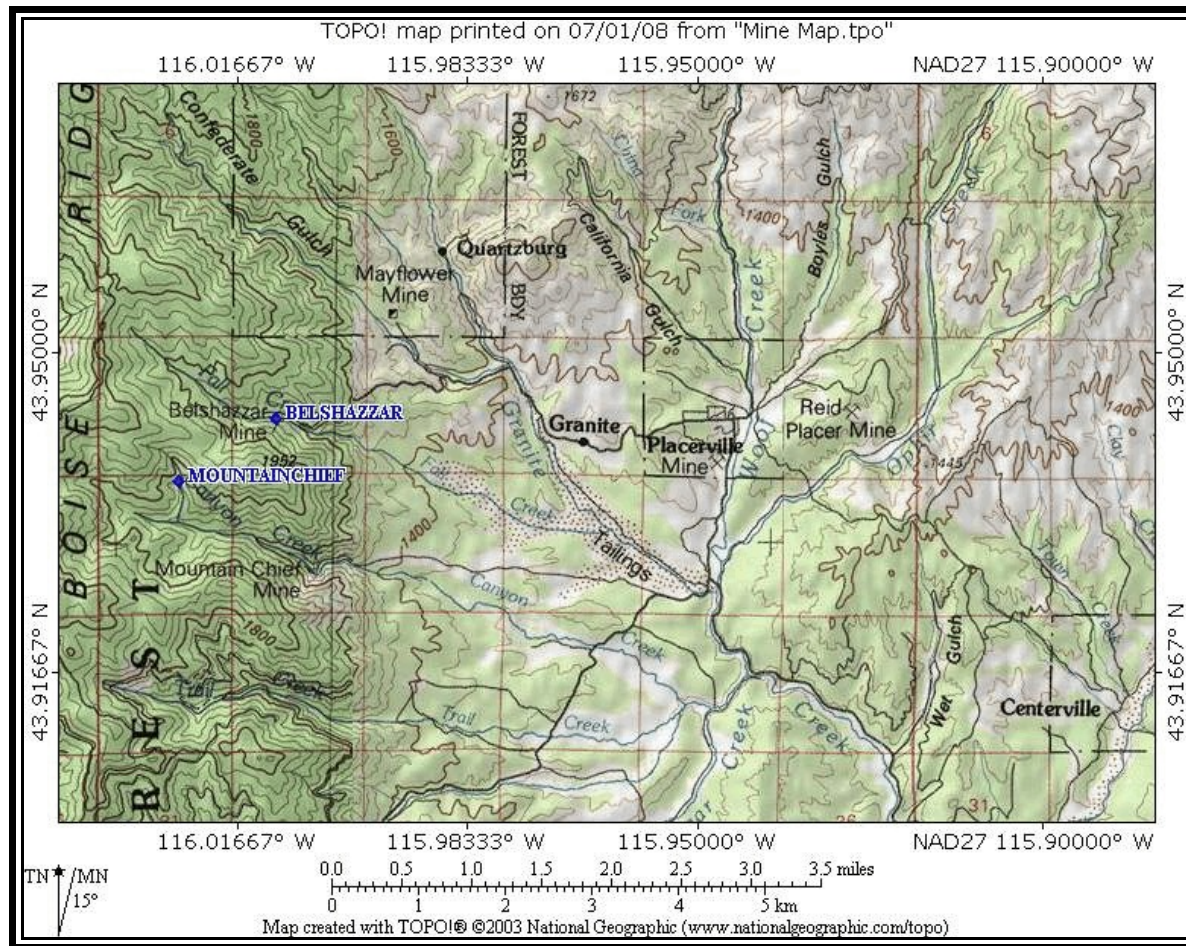 TOPO! map printed on 07/01/08 from "Mine Map.tpo"
116.01667° W 115.98333° W 115.95000° W NAD27 115.90000° W
BOISE RIDG
Confederate
Gulch
6
1800
1600
FOREST
BDY
1672
China
Fork
1400
California
Gulch
Boyles Gulch
Creek
6
Creek
Quartzburg
Mayflower
Mine
43.95000° N
43.95000° N
Fall
Belshazzar
Mine
BELSHAZZAR
Granite
Granite
Placerville
Mine
Reid
Placer Mine
Woof
Ophir
1400
1445
Clay
1952
MOUNTAINCHIEF
Canyon
Creek
Fall
Creek
Tailings
1400
Mountain Chief
Mine
Canyon
Creek
Town
Creek
1800
43.91667° N
43.91667° N
Wet Gulch
Centerville
Trail Creek
Trail Creek
Creek
Creek
R E S T
31
116.01667° W 115.98333° W 115.95000° W NAD27 115.90000° W
TN MN
15°
0.0 0.5 1.0 1.5 2.0 2.5 3.0 3.5 miles
0 1 2 3 4 5 km
Map created with TOPO!® ©2003 National Geographic (www.nationalgeographic.com/topo)